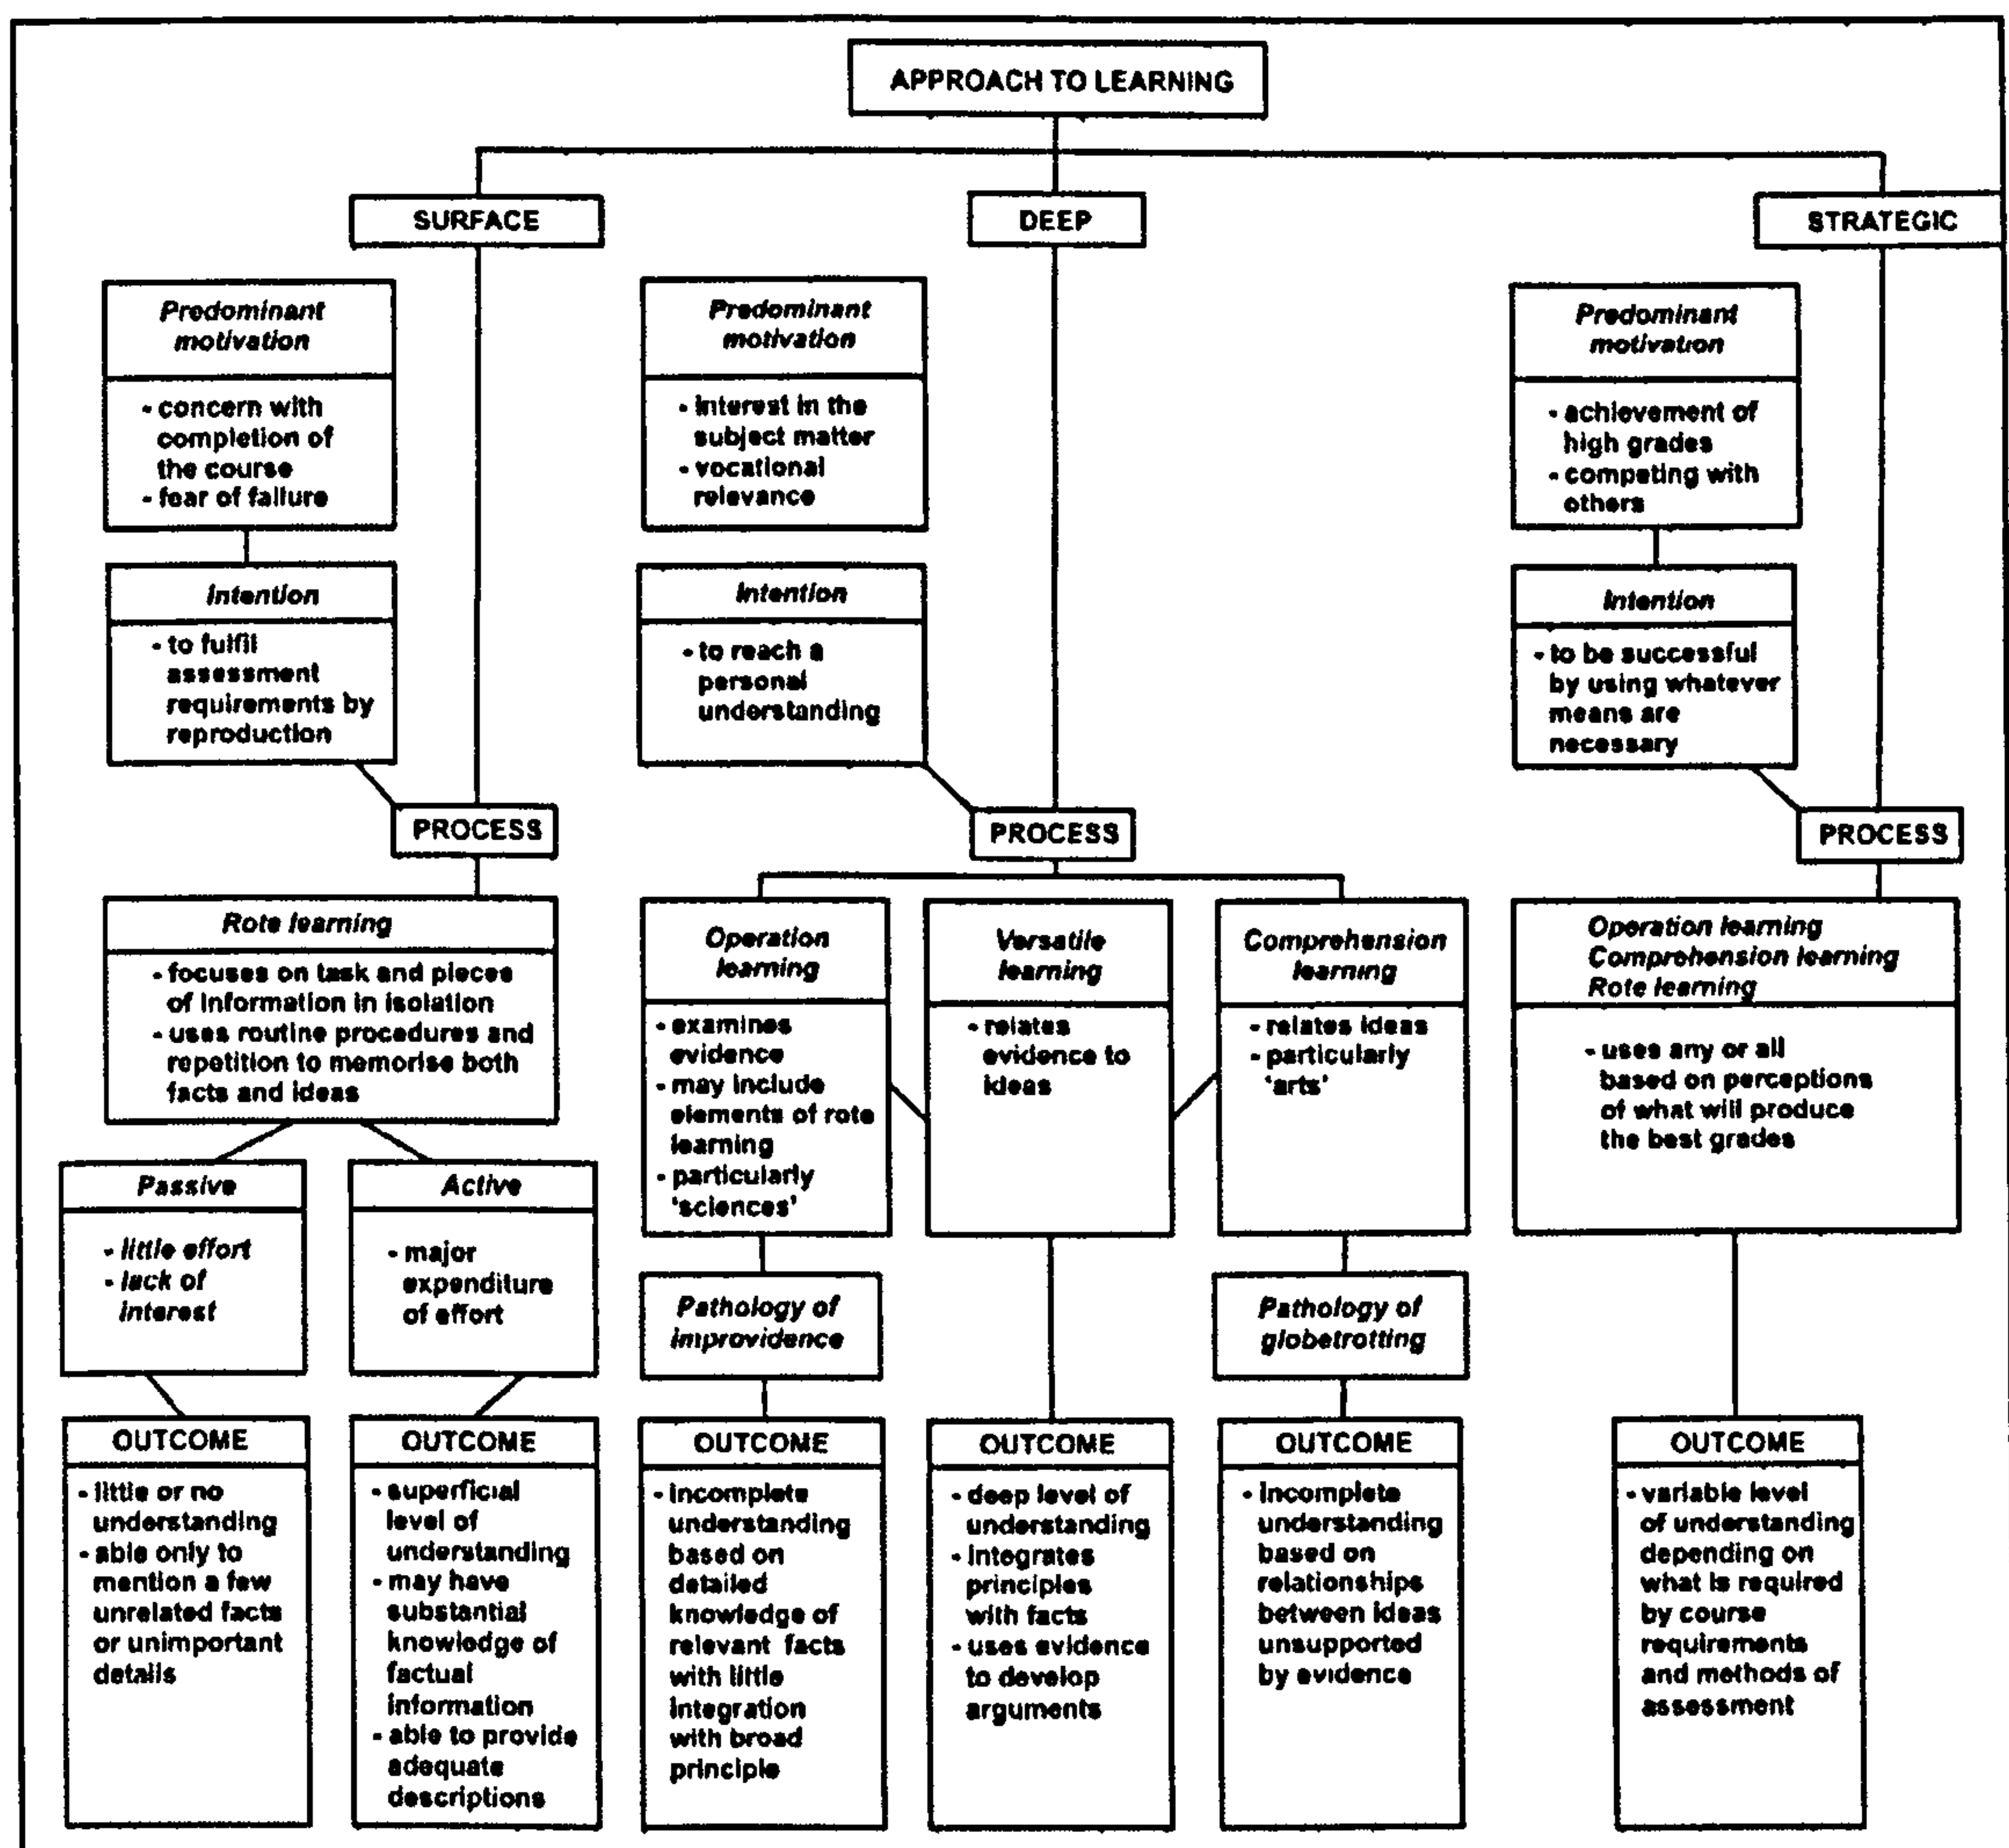 APPROACH TO LEARNING
SURFACE
DEEP
STRATEGIC
Predominant
motivation
- concern with
completion of
the course
- fear of failure
Predominant
motivation
- interest in the
subject matter
- vocational
relevance
Predominant
motivation
- achievement of
high grades
- competing with
others
Intention
- to fulfil
assessment
requirements by
reproduction
Intention
- to reach a
personal
understanding
Intention
- to be successful
by using whatever
means are
necessary
PROCESS
PROCESS
PROCESS
Rote learning
- focuses on task and pieces
of information in isolation
- uses routine procedures and
repetition to memorise both
facts and ideas
Operation
learning
- examines
evidence
- may include
elements of rote
learning
- particularly
'sciences'
Versatile
learning
- relates
evidence to
ideas
Comprehension
learning
- relates ideas
- particularly
'arts'
Operation learning
Comprehension learning
Rote learning
- uses any or all
based on perceptions
of what will produce
the best grades
Passive
- little effort
- lack of
interest
Active
- major
expenditure
of effort
Pathology of
improvidence
Pathology of
globetrotting
OUTCOME
- little or no
understanding
- able only to
mention a few
unrelated facts
or unimportant
details
OUTCOME
- superficial
level of
understanding
- may have
substantial
knowledge of
factual
information
- able to provide
adequate
descriptions
OUTCOME
- incomplete
understanding
based on
detailed
knowledge of
relevant facts
with little
integration
with broad
principle
OUTCOME
- deep level of
understanding
- integrates
principles
with facts
- uses evidence
to develop
arguments
OUTCOME
- incomplete
understanding
based on
relationships
between ideas
unsupported
by evidence
OUTCOME
- variable level
of understanding
depending on
what is required
by course
requirements
and methods of
assessment